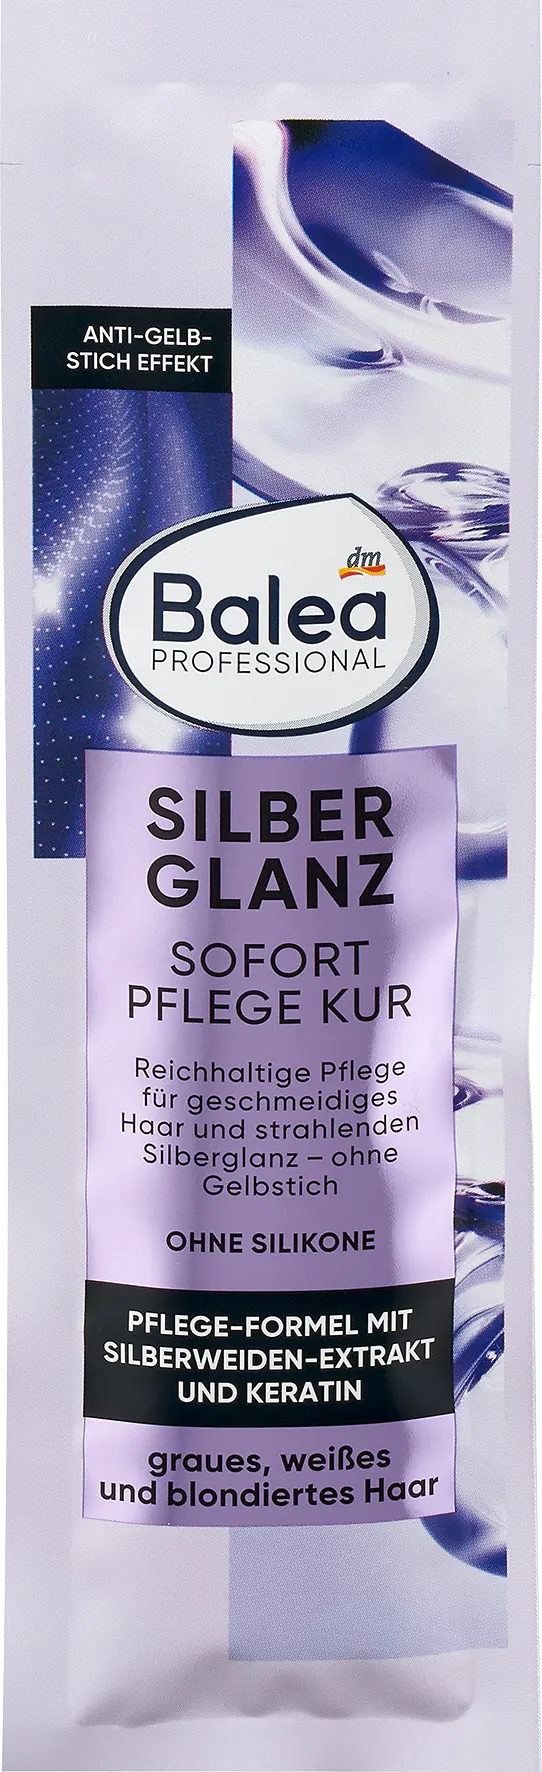 ANTI-GELB-
STICH EFFEKT
dm
Balea
PROFESSIONAL
SILBER
GLANZ
SOFORT
PFLEGE KUR
Reichhaltige Pflege
für geschmeidiges
Haar und strahlenden
Silberglanz – ohne
Gelbstich
OHNE SILIKONE
PFLEGE-FORMEL MIT
SILBERWEIDEN-EXTRAKT
UND KERATIN
graues, weißes
und blondiertes Haar